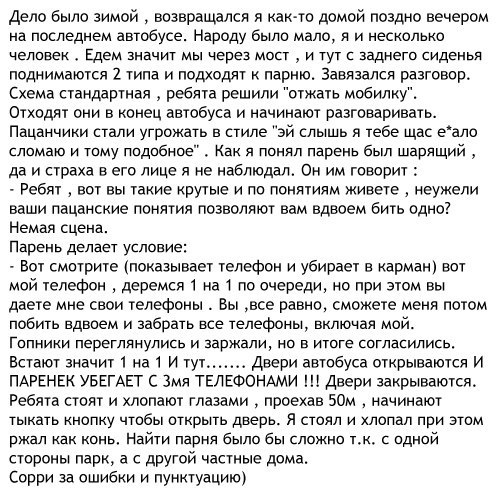 Дело было зимой , возвращался я как-то домой поздно вечером
на последнем автобусе. Народу было мало, я и несколько
человек . Едем значит мы через мост , и тут с заднего сиденья
поднимаются 2 типа и подходят к парню. Завязался разговор.
Схема стандартная , ребята решили "отжать мобилку".
Отходят они в конец автобуса и начинают разговаривать.
Пацанчики стали угрожать в стиле "эй слышь я тебе щас е*ало
сломаю и тому подобное" . Как я понял парень был шарящий ,
да и страха в его лице я не наблюдал. Он им говорит :
- Ребят , вот вы такие крутые и по понятиям живете , неужели
ваши пацанские понятия позволяют вам вдвоем бить одно?
Немая сцена.
Парень делает условие:
- Вот смотрите (показывает телефон и убирает в карман) вот
мой телефон , деремся 1 на 1 по очереди, но при этом вы
даете мне свои телефоны . Вы ,все равно, сможете меня потом
побить вдвоем и забрать все телефоны, включая мой.
Гопники переглянулись и заржали, но в итоге согласились.
Встают значит 1 на 1 И тут....... Двери автобуса открываются И
ПАРЕНЕК УБЕГАЕТ С 3мя ТЕЛЕФОНАМИ !!! Двери закрываются.
Ребята стоят и хлопают глазами , проехав 50м , начинают
тыкать кнопку чтобы открыть дверь. Я стоял и хлопал при этом
ржал как конь. Найти парня было бы сложно т.к. с одной
стороны парк, а с другой частные дома.
Сорри за ошибки и пунктуацию)